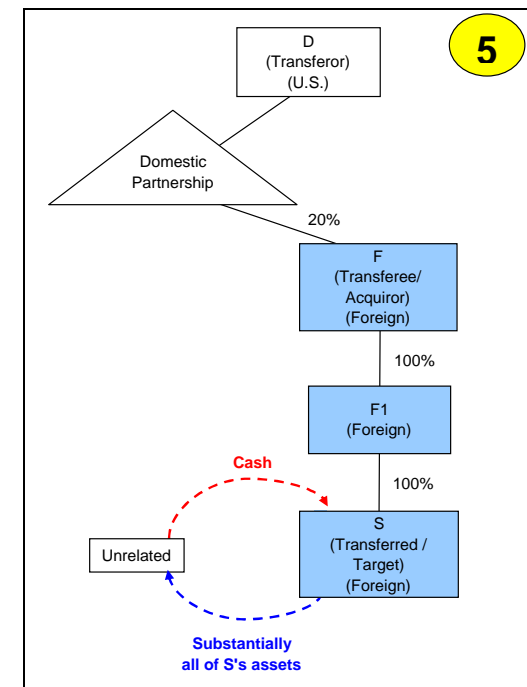 5
D
(Transferor)
(U.S.)
Domestic
Partnership
20%
F
(Transferee/
Acquiror)
(Foreign)
100%
F1
(Foreign)
100%
Cash
S
(Transferred /
Target)
(Foreign)
Unrelated
Substantially
all of S's assets